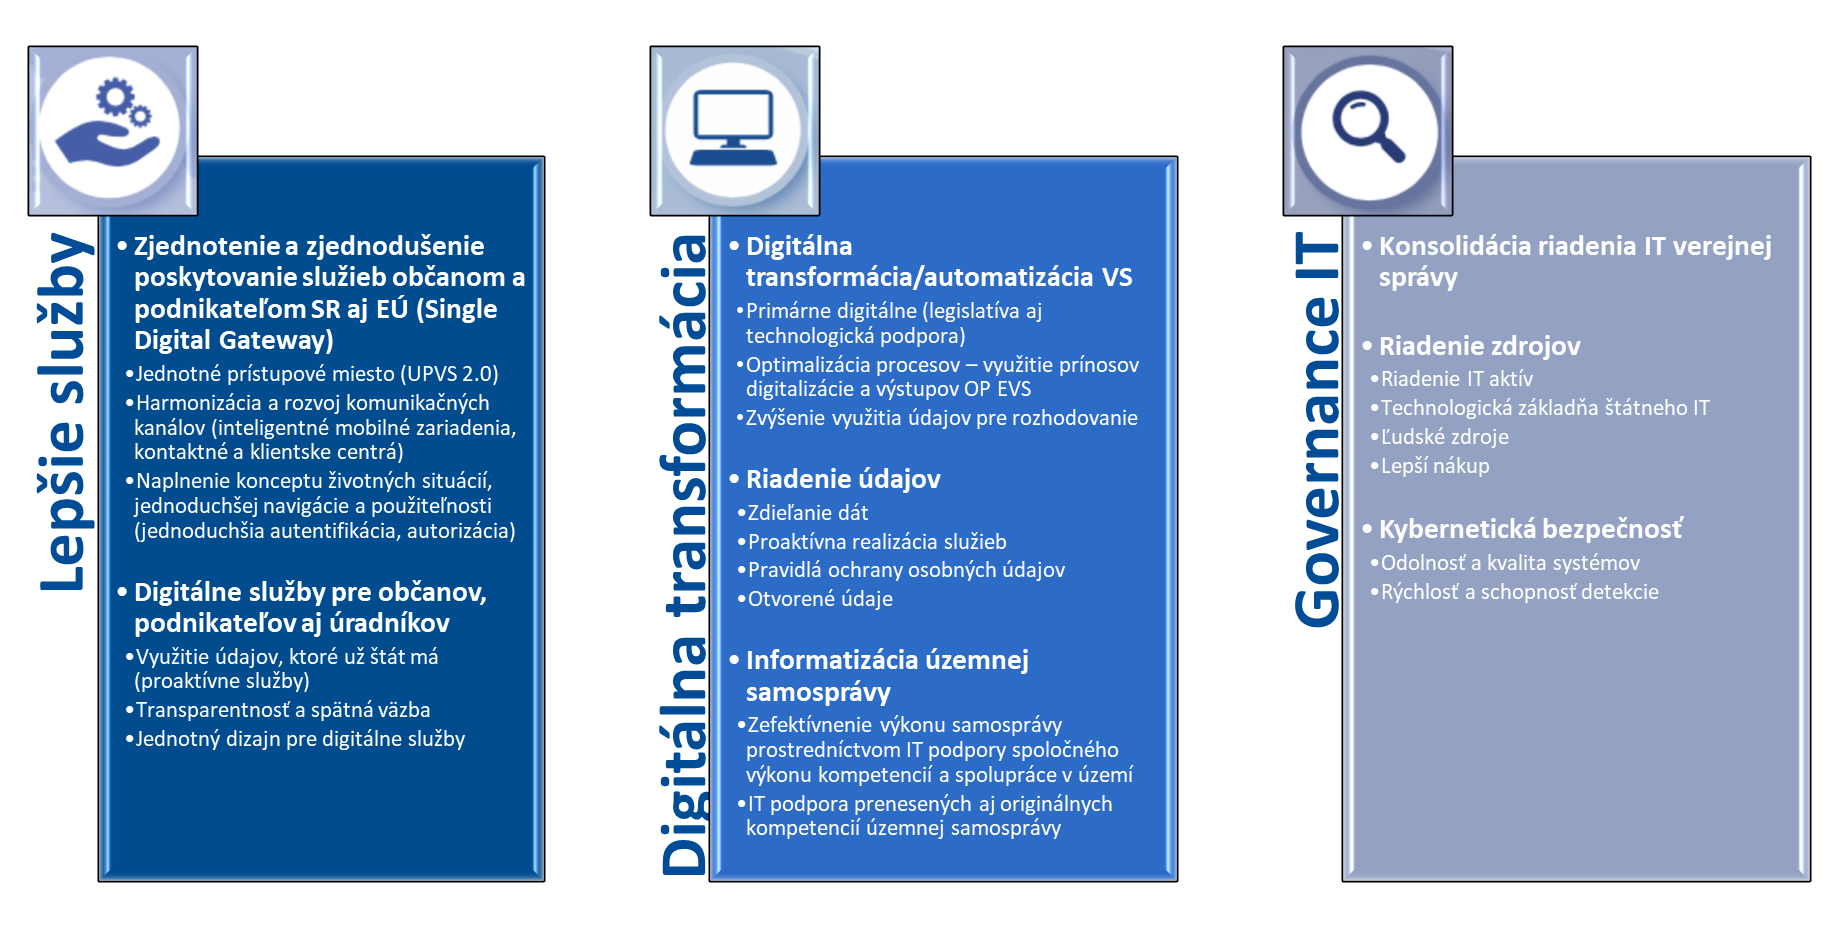 Lepšie služby
• Zjednotenie a zjednodušenie
poskytovanie služieb občanom a
podnikateľom SR aj EÚ (Single
Digital Gateway)
•Jednotné prístupové miesto (UPVS 2.0)
•Harmonizácia a rozvoj komunikačných
kanálov (inteligentné mobilné zariadenia,
kontaktné a klientske centrá)
•Naplnenie konceptu životných situácií,
jednoduchšej navigácie a použiteľnosti
(jednoduchšia autentifikácia, autorizácia)
• Digitálne služby pre občanov,
podnikateľov aj úradníkov
•Využitie údajov, ktoré už štát má
(proaktívne služby)
•Transparentnosť a spätná väzba
•Jednotný dizajn pre digitálne služby
Digitálna transformácia
• Digitálna
transformácia/automatizácia VS
•Primárne digitálne (legislatíva aj
technologická podpora)
•Optimalizácia procesov – využitie prínosov
digitalizácie a výstupov OP EVS
•Zvýšenie využitia údajov pre rozhodovanie
• Riadenie údajov
•Zdieľanie dát
•Proaktívna realizácia služieb
•Pravidlá ochrany osobných údajov
•Otvorené údaje
• Informatizácia územnej
samosprávy
•Zefektívnenie výkonu samosprávy
prostredníctvom IT podpory spoločného
výkonu kompetencií a spolupráce v území
•IT podpora prenesených aj originálnych
kompetencií územnej samosprávy
Governance IT
• Konsolidácia riadenia IT verejnej
správy
• Riadenie zdrojov
•Riadenie IT aktív
•Technologická základňa štátneho IT
•Ľudské zdroje
•Lepší nákup
• Kybernetická bezpečnosť
•Odolnosť a kvalita systémov
•Rýchlosť a schopnosť detekcie